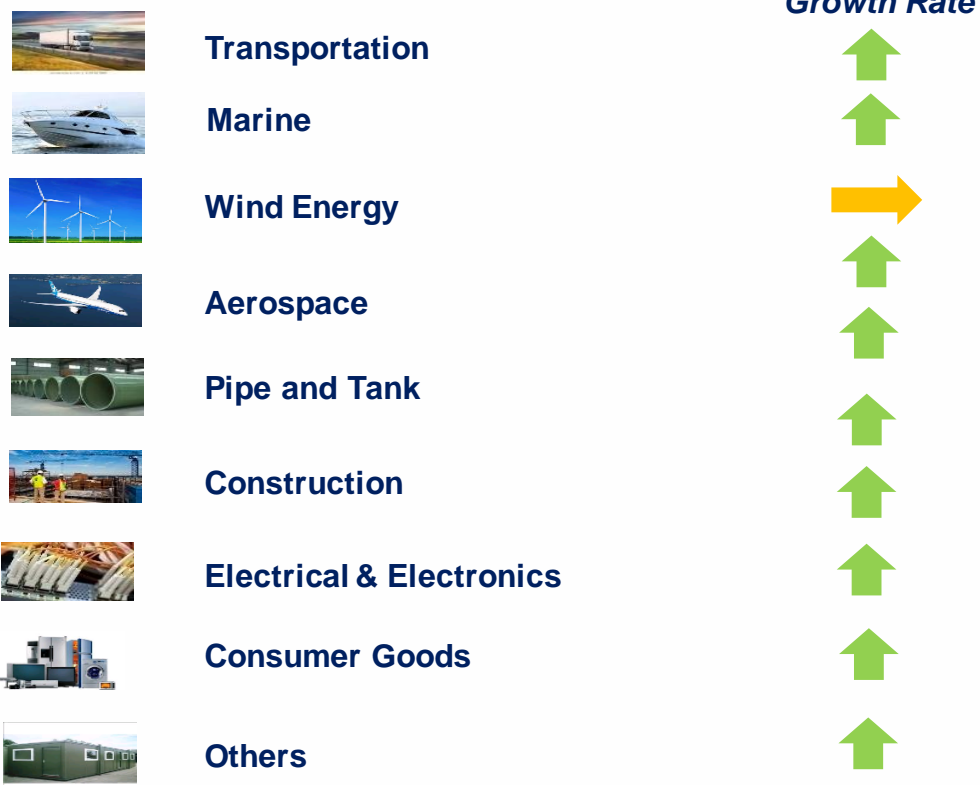 Growth Rate
Transportation
Marine
Wind Energy
Aerospace
Pipe and Tank
Construction
Electrical & Electronics
Consumer Goods
Others